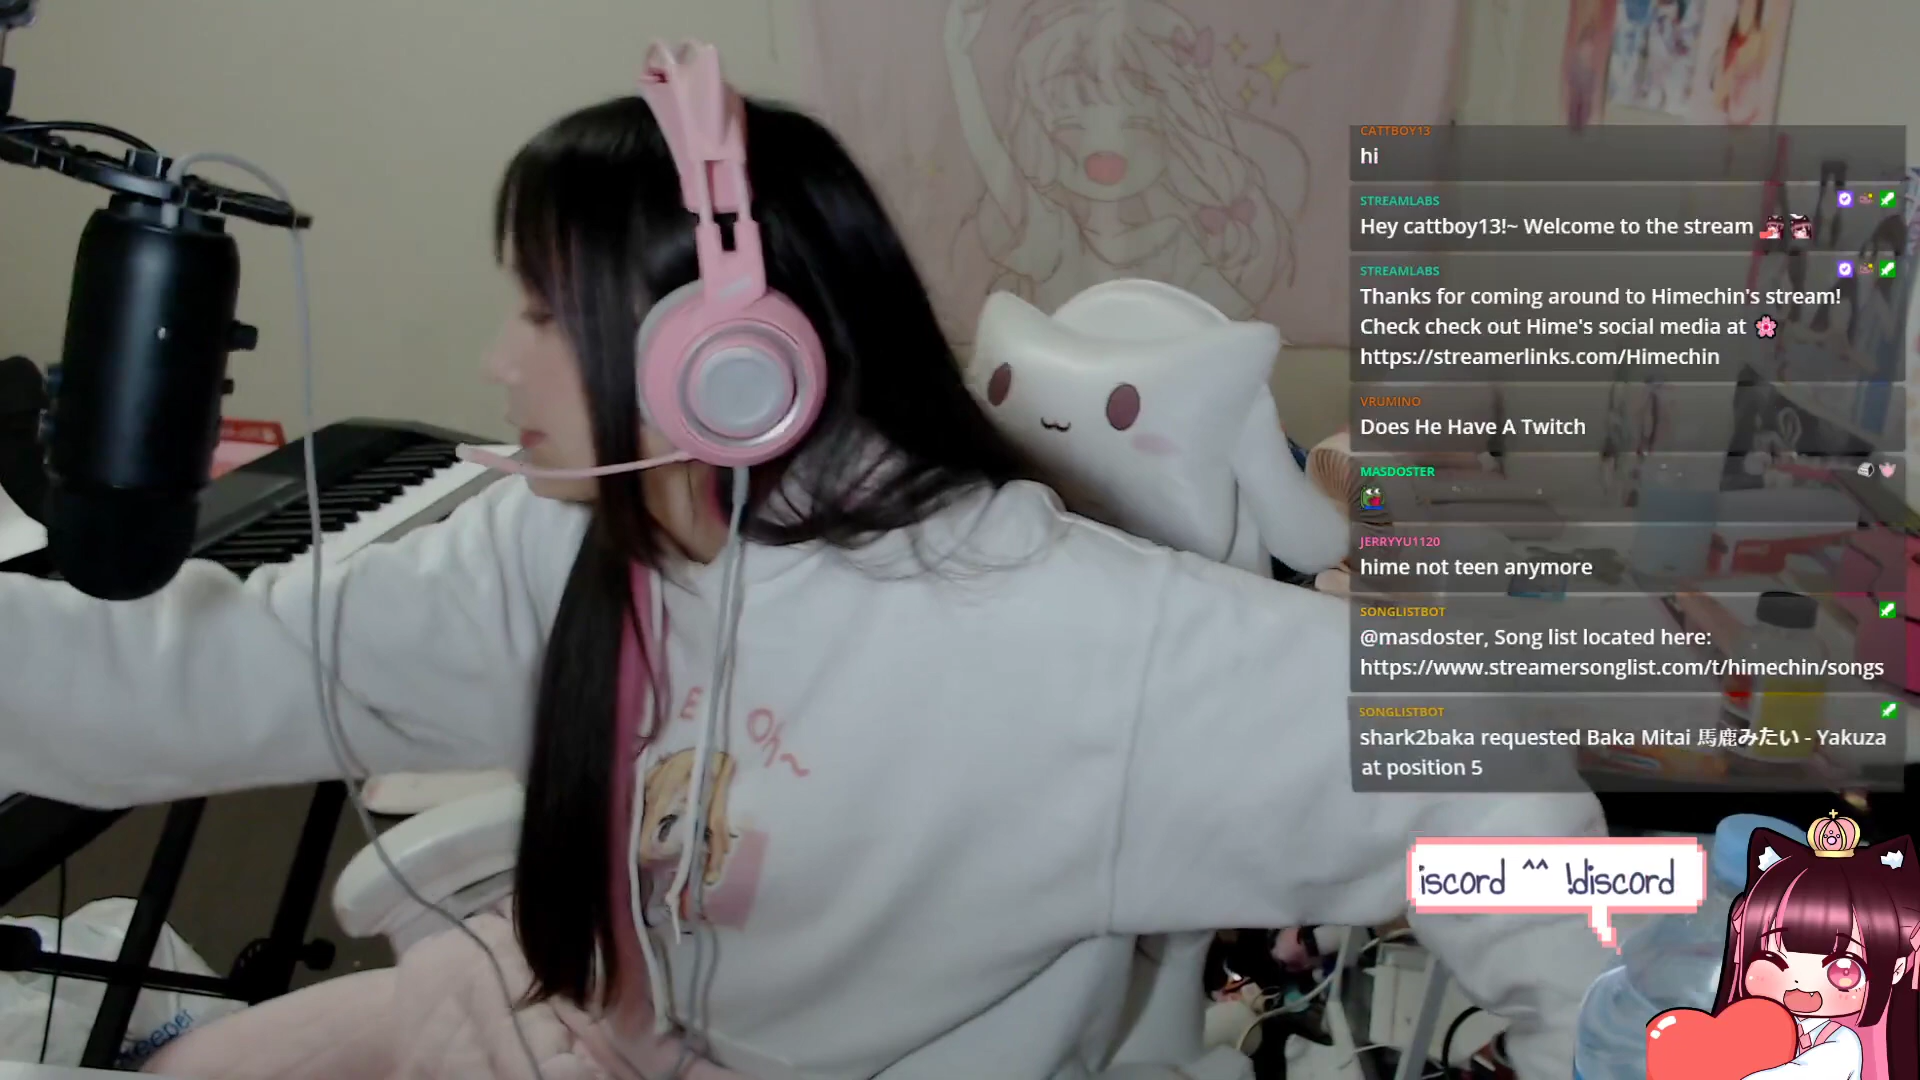 CATTBOY13
hi
STREAMLABS
Hey cattboy13!~ Welcome to the stream
STREAMLABS
Thanks for coming around to Himechin's stream!
Check check out Hime's social media at
https://streamerlinks.com/Himechin
VRUMINO
Does He Have A Twitch
MASDOSTER
JERRYYU1120
hime not teen anymore
SONGLISTBOT
@masdoster, Song list located here:
https://www.streamersonglist.com/t/himechin/songs
SONGLISTBOT
shark2baka requested Baka Mitai 馬鹿みたい - Yakuza
at position 5
iscord ^^ !discord
E
Oh~